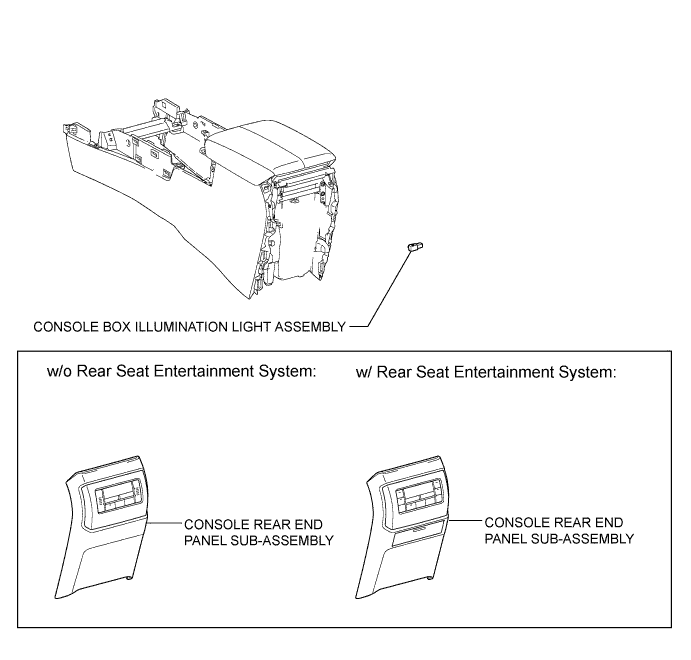 CONSOLE BOX ILLUMINATION LIGHT ASSEMBLY
w/o Rear Seat Entertainment System:
w/ Rear Seat Entertainment System:
CONSOLE REAR END
PANEL SUB-ASSEMBLY
CONSOLE REAR END
PANEL SUB-ASSEMBLY